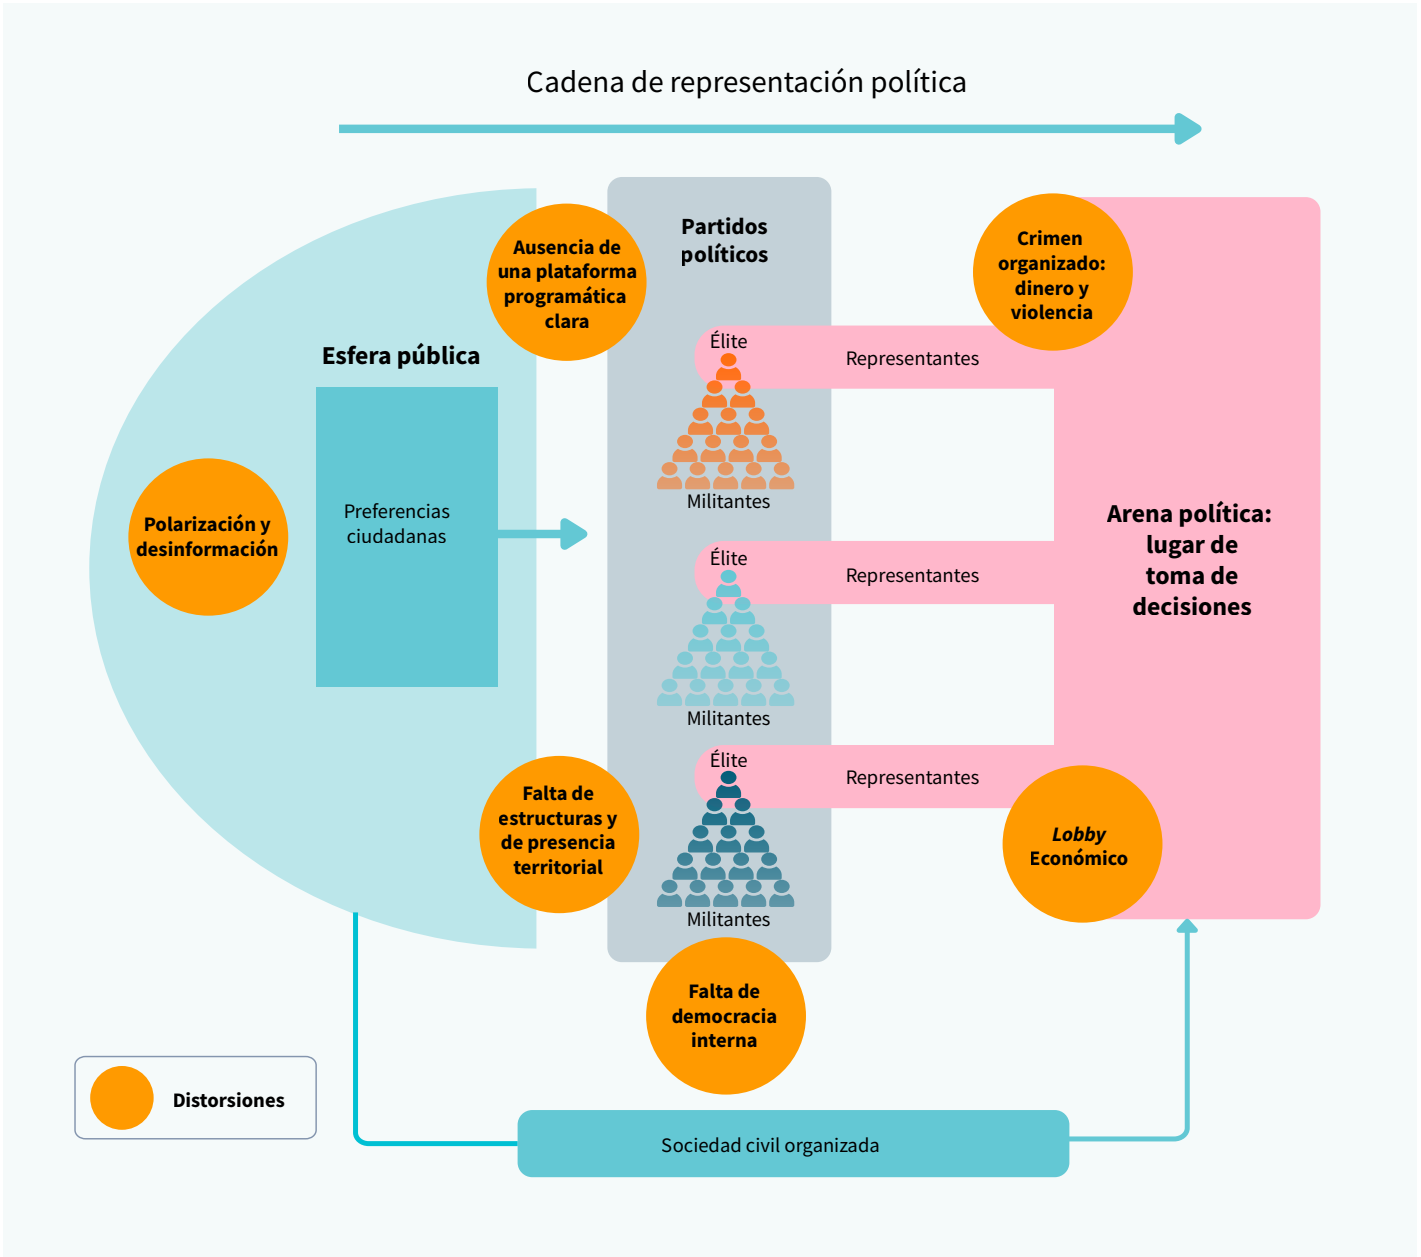 Cadena de representación política
Esfera pública
Polarización y
desinformación
Preferencias
ciudadanas
Ausencia de
una plataforma
programática
clara
Falta de
estructuras y
de presencia
territorial
Partidos
políticos
Élite
Militantes
Élite
Militantes
Élite
Militantes
Falta de
democracia
interna
Representantes
Representantes
Representantes
Crimen
organizado:
dinero y
violencia
Arena política:
lugar de
toma de
decisiones
Lobby
Económico
Distorsiones
Sociedad civil organizada